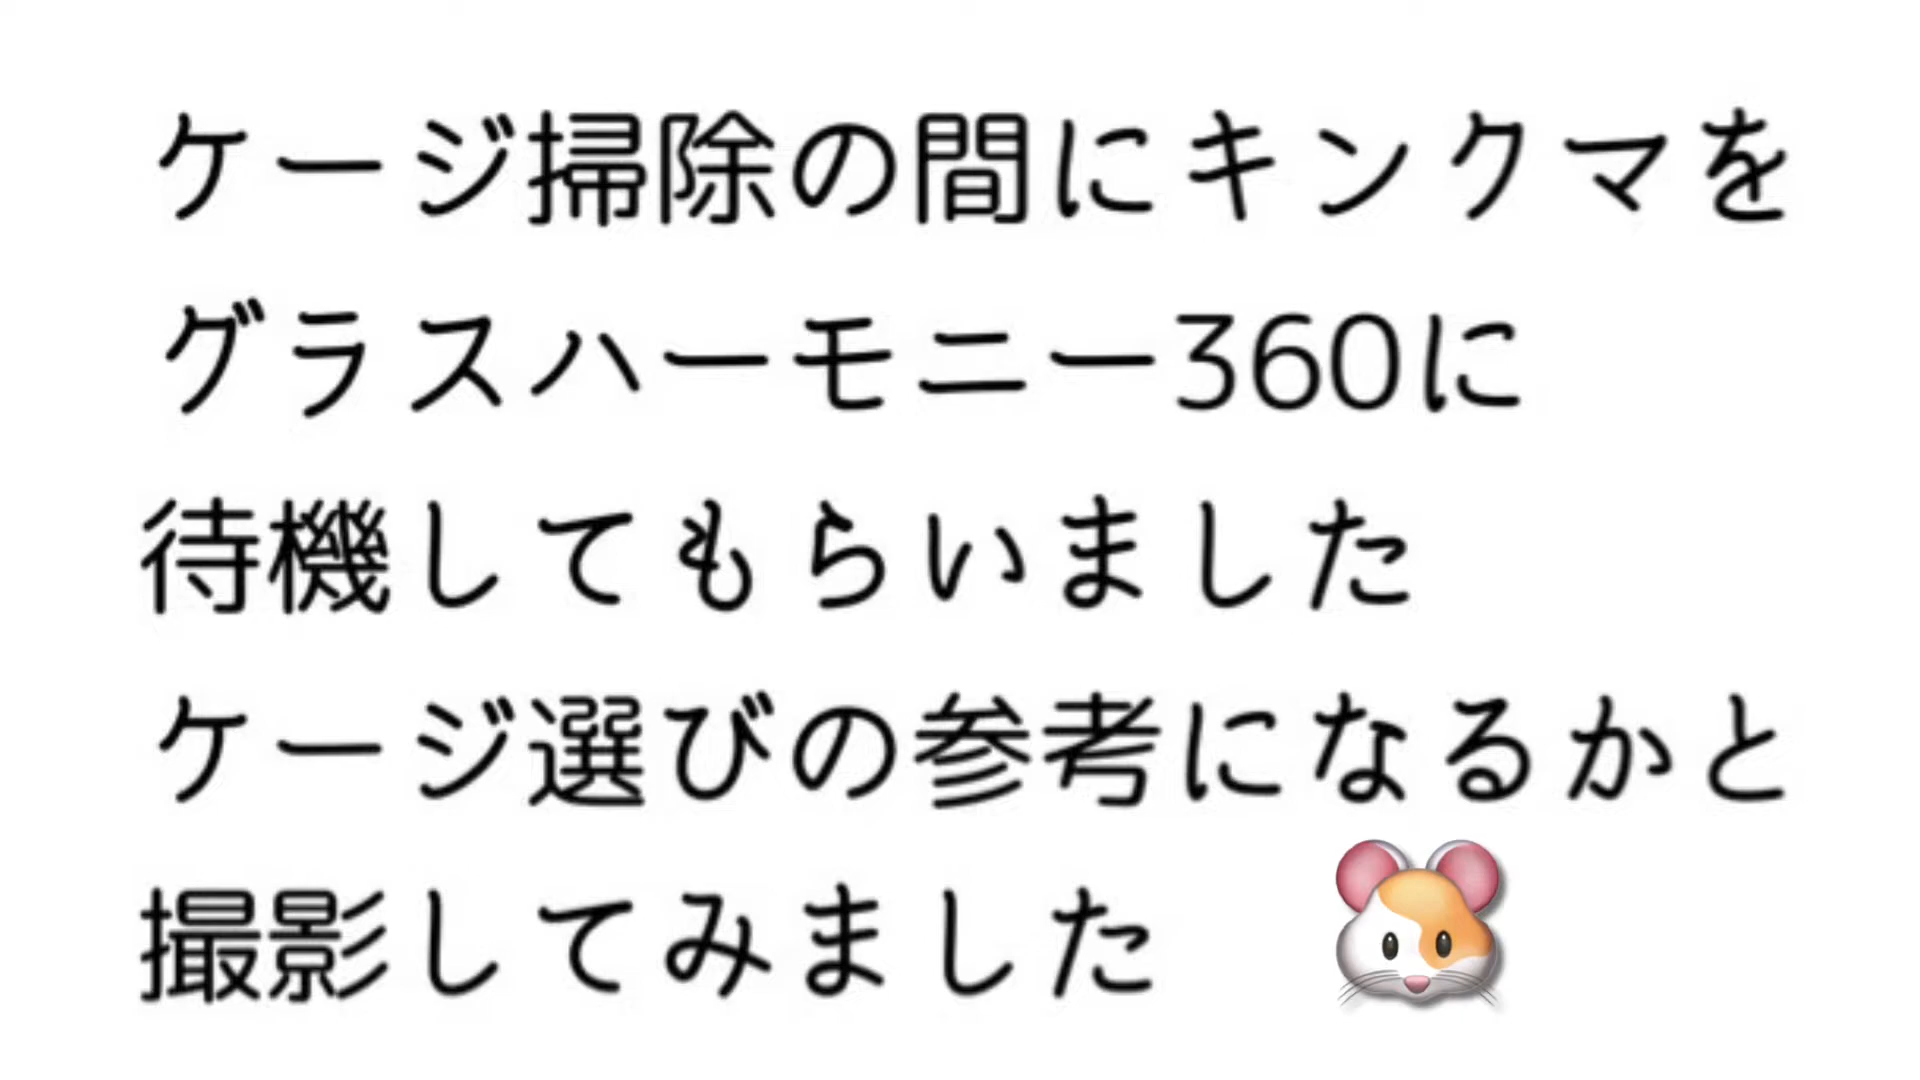 ケージ掃除の間にキンクマを
グラスハーモニー360に
待機してもらいました
ケージ選びの参考になるかと
撮影してみました